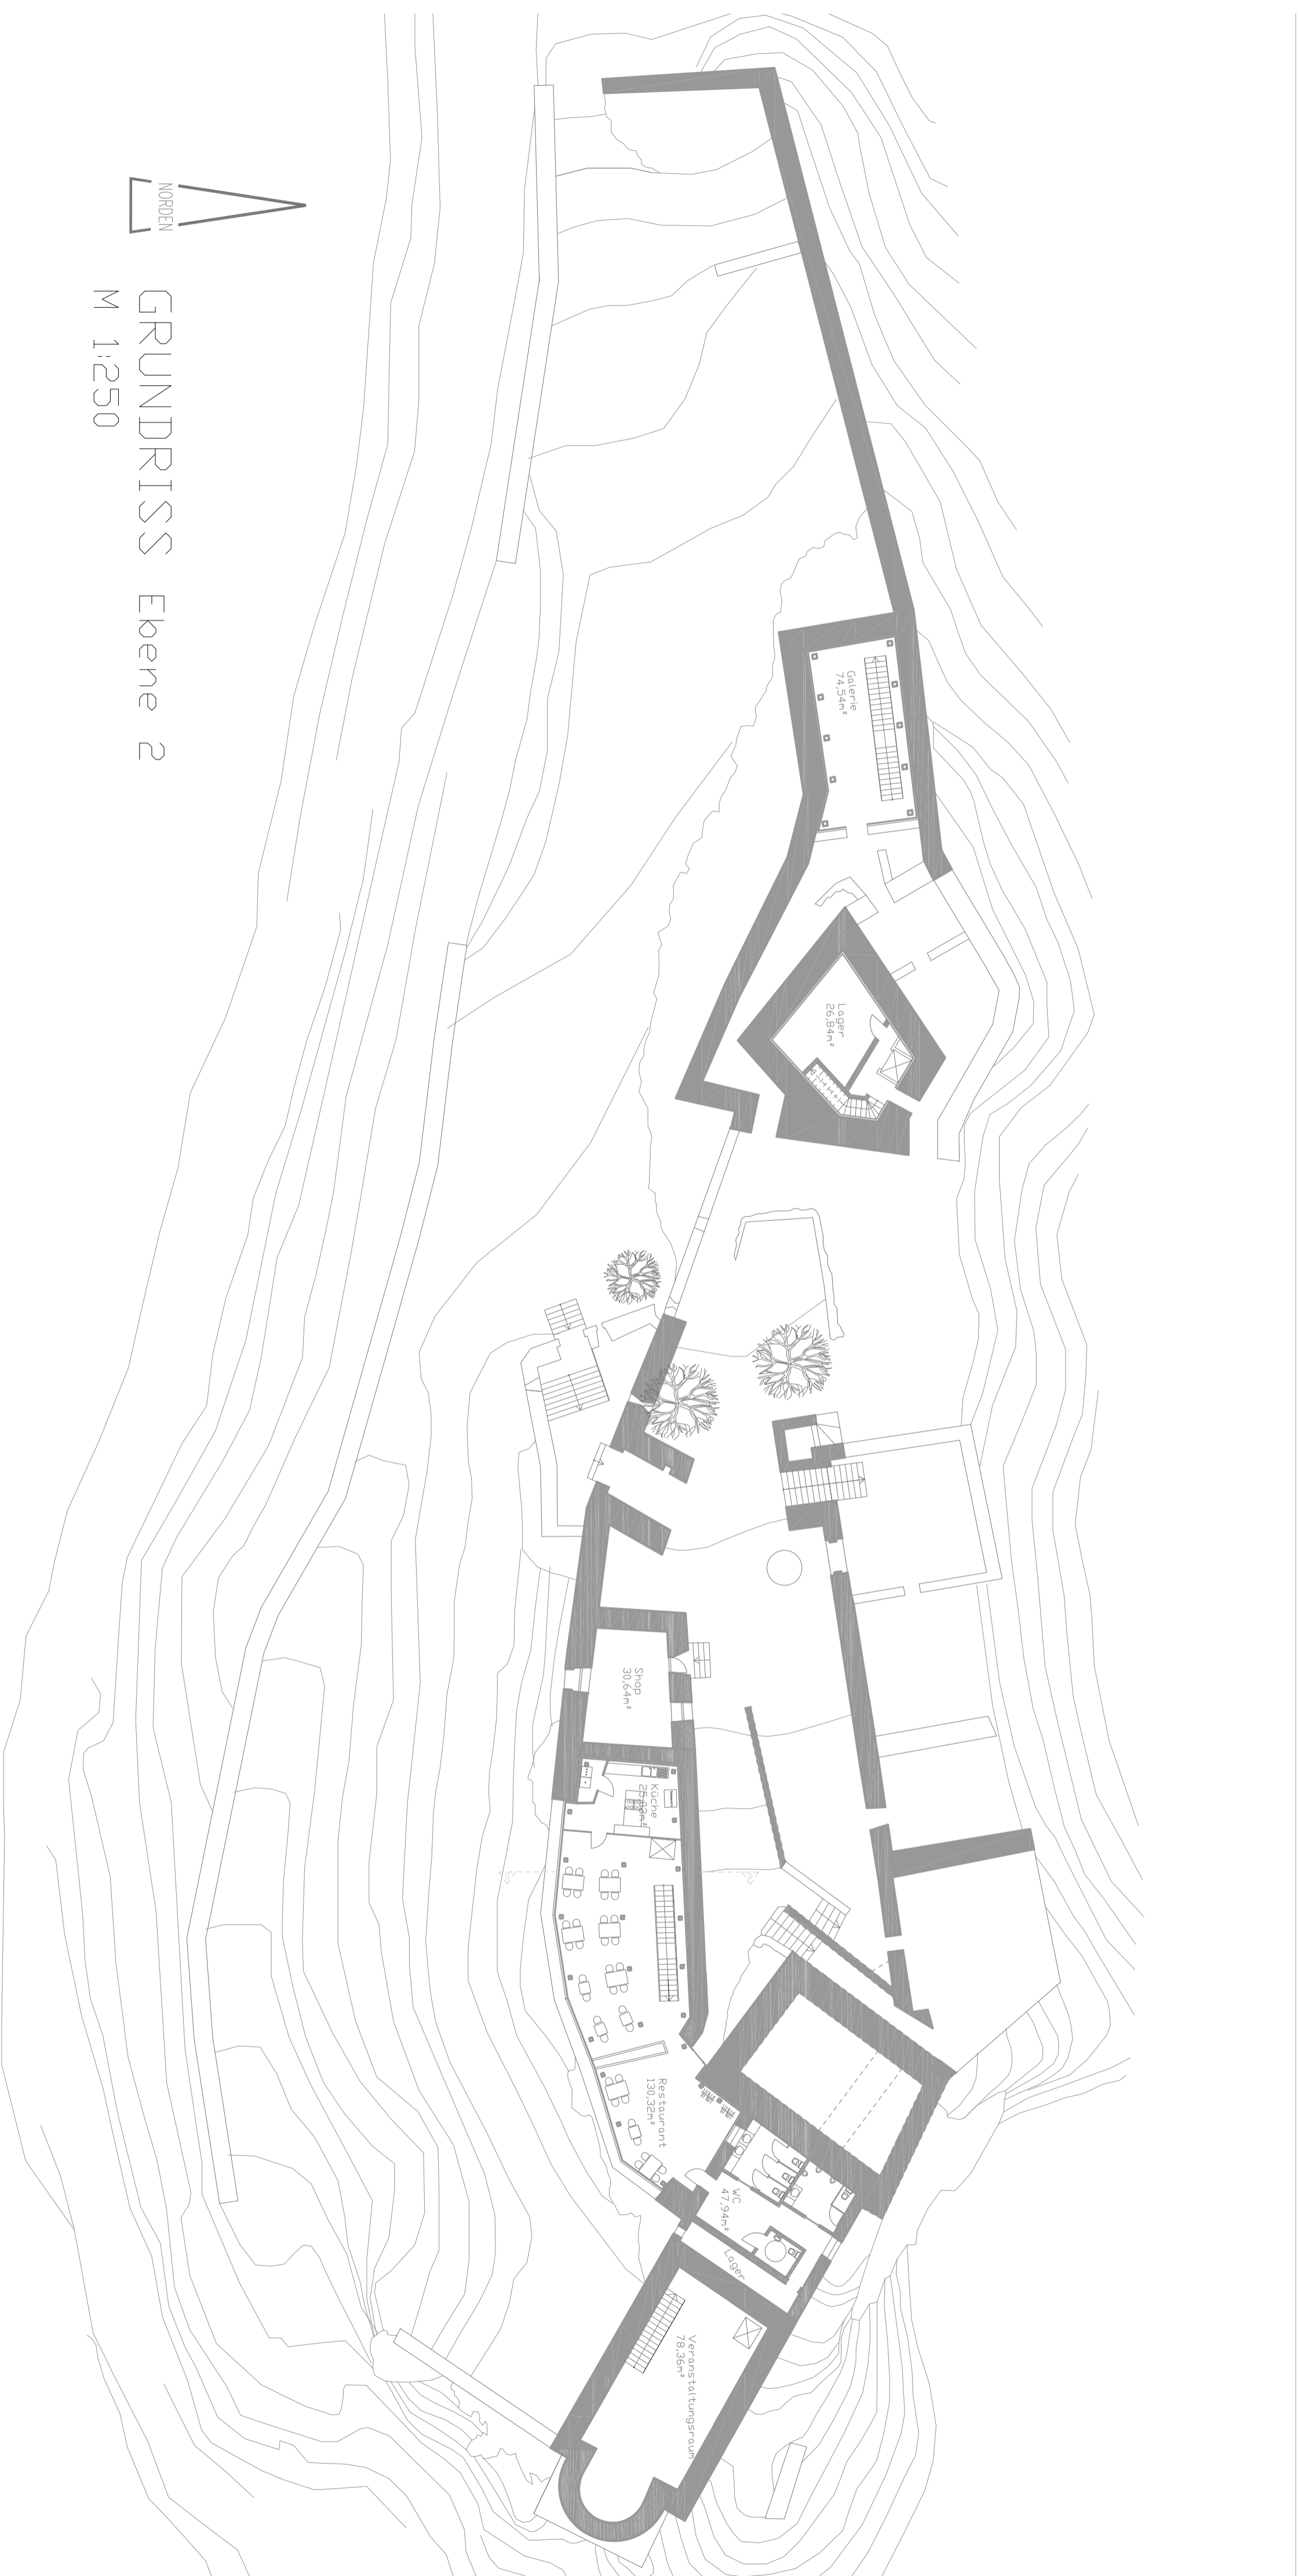 NORDEN
GRUNDRISS Ebene 2
M 1:250
Galerie
74,54m²
Lager
26,84m²
Shop
30,64m²
Küche
Restaurant
130,32m²
WC
47,94m²
Lager
Veranstaltungsraum
78,36m²